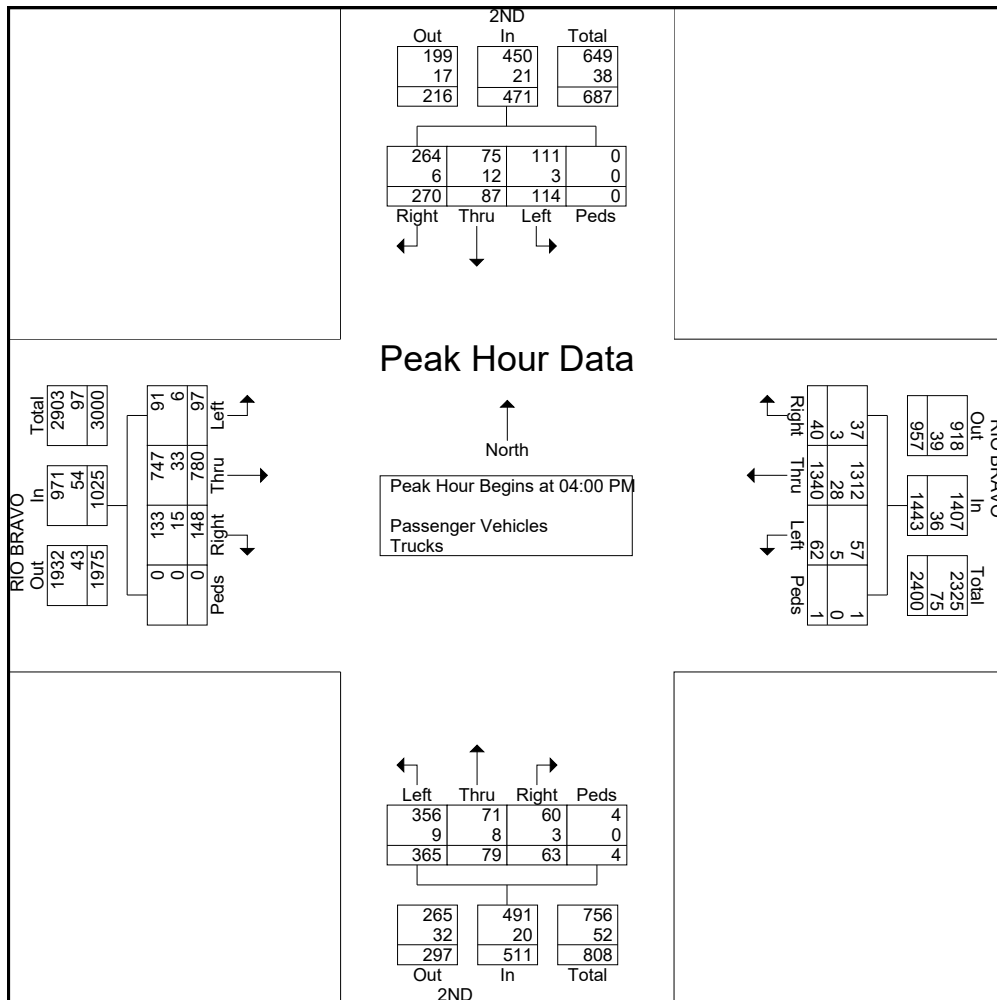 2ND
Out In Total
199 450 649
17 21 38
216 471 687
264 75 111 0
6 12 3 0
270 87 114 0
Right Thru Left Peds
Peak Hour Data
North
Peak Hour Begins at 04:00 PM
Passenger Vehicles
Trucks
RIO BRAVO
Out In Total
1932 971 2903
43 54 97
1975 1025 3000
Peds Right Thru Left
0 133 747 91
0 15 33 6
0 148 780 97
RIO BRAVO
Out In Total
918 1407 2325
39 36 75
957 1443 2400
37 1312 57 1
3 28 5 0
40 1340 62 1
Right Thru Left Peds
Left Thru Right Peds
356 71 60 4
9 8 3 0
365 79 63 4
265 491 756
32 20 52
297 511 808
Out In Total
2ND